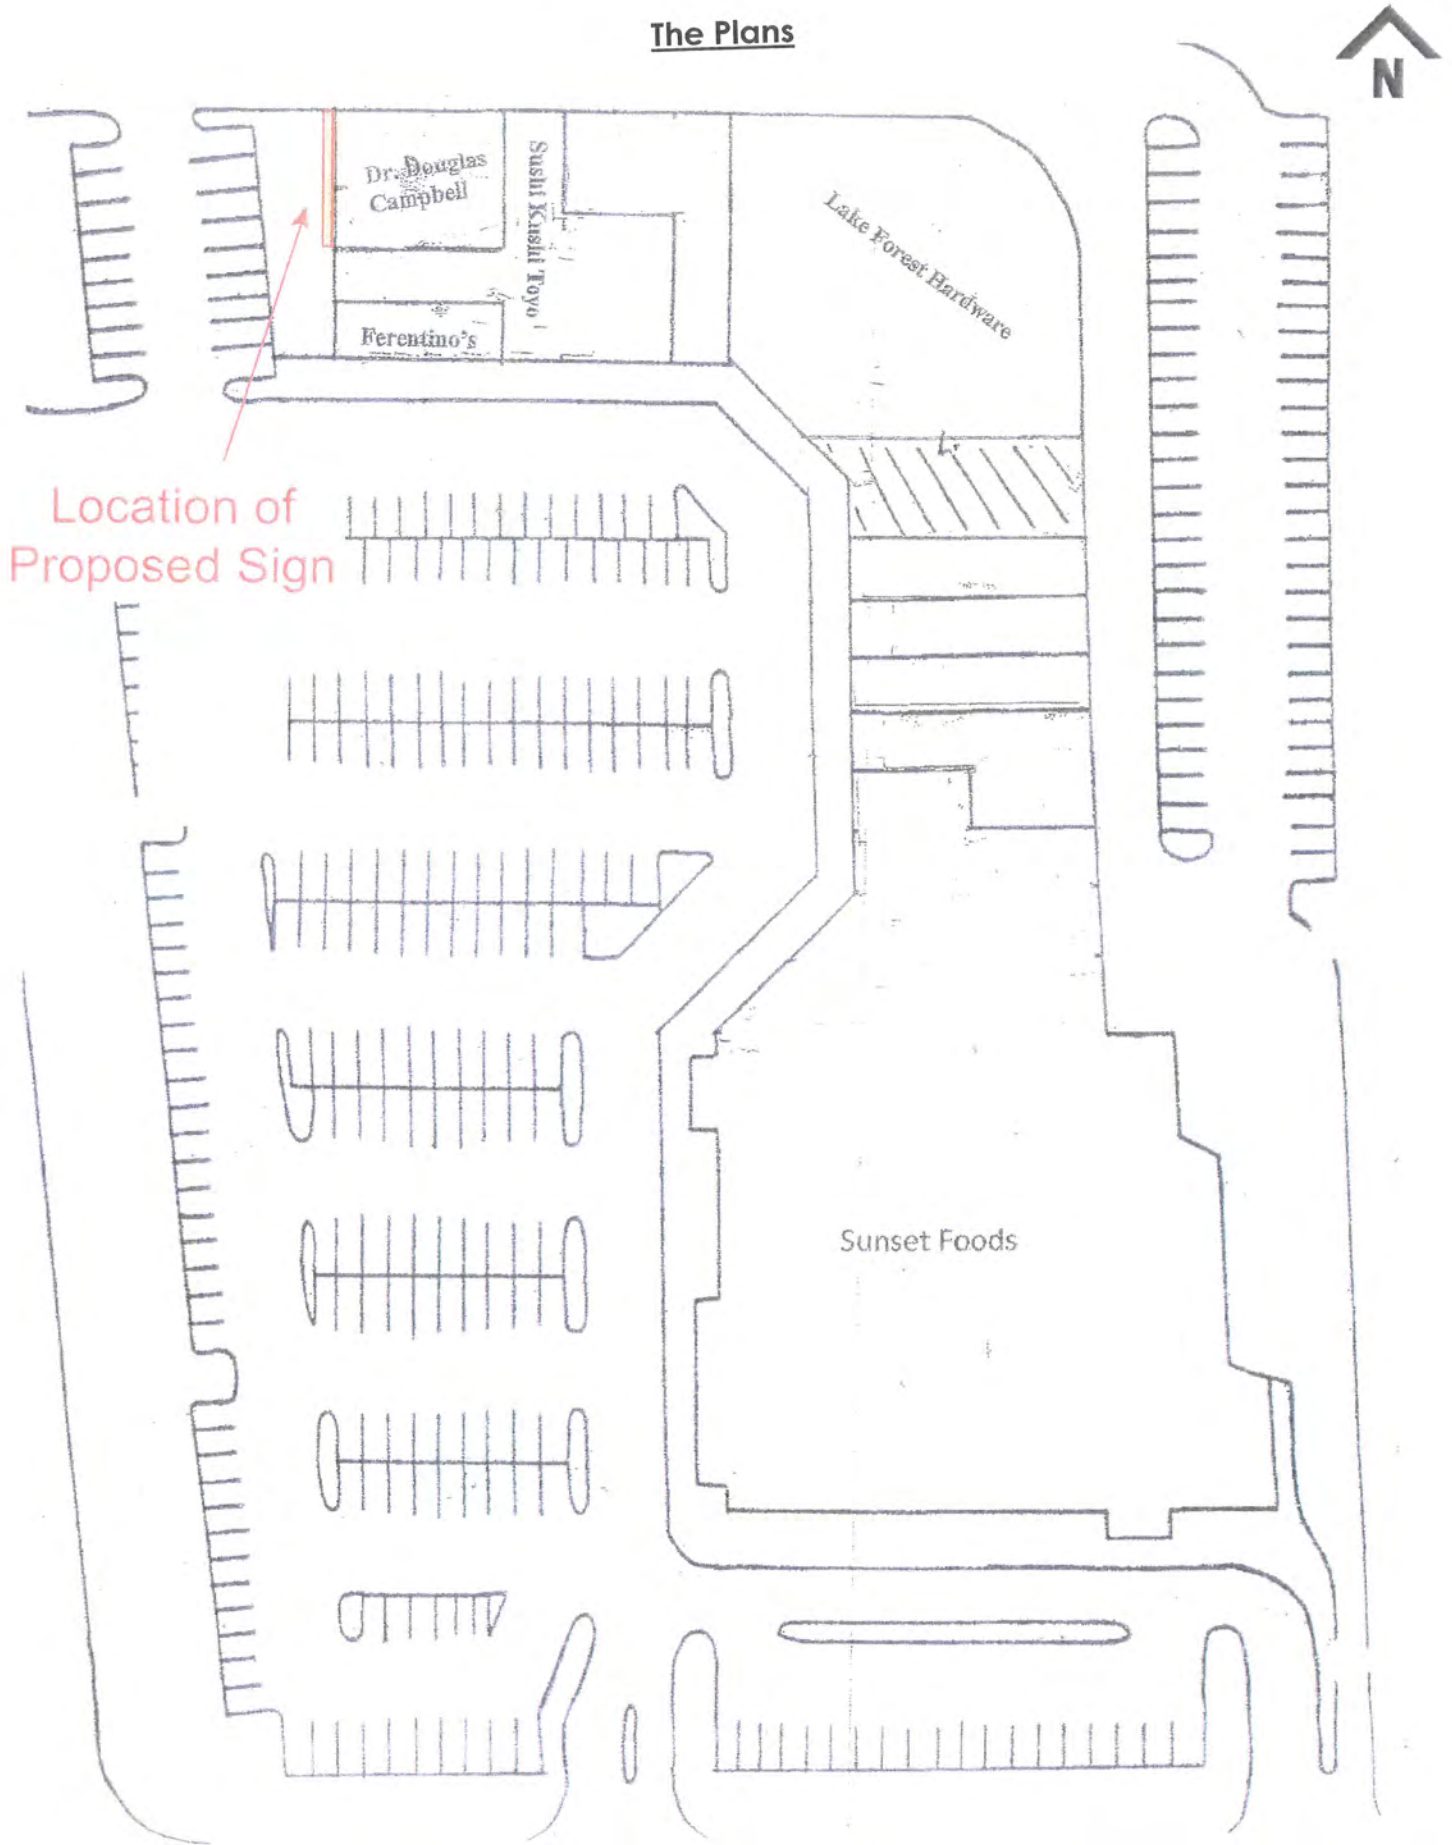 The Plans
N
Dr. Douglas
Campbell
Sushi Kushi Toyo
Lake Forest Hardware
Ferentino's
Location of
Proposed Sign
Sunset Foods